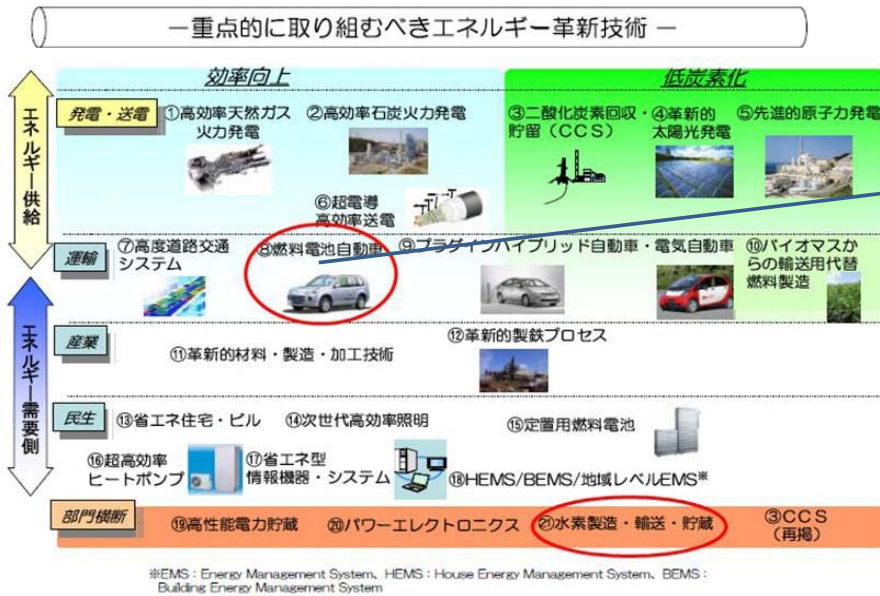 ―重点的に取り組むべきエネルギー革新技術 ―
効率向上
低炭素化
エネルギー供給
発電・送電
①高効率天然ガス
火力発電
②高効率石炭火力発電
③二酸化炭素回収・
貯留(CCS)
④革新的
太陽光発電
⑤先進的原子力発電
⑥超電導
高効率送電
運輸
⑦高度道路交通
システム
⑧燃料電池自動車
⑨プラグインハイブリッド自動車・電気自動車
⑩バイオマスか
らの輸送用代替
燃料製造
エネルギー需要側
産業
⑪革新的材料・製造・加工技術
⑫革新的製鉄プロセス
民生
⑬省エネ住宅・ビル
⑭次世代高効率照明
⑮定置用燃料電池
⑯超高効率
ヒートポンプ
⑰省エネ型
情報機器・システム
⑱HEMS/BEMS/地域レベルEMS※
部門横断
⑲高性能電力貯蔵
⑳パワーエレクトロニクス
㉑水素製造・輸送・貯蔵
③CCS
(再掲)
※EMS:Energy Management System、HEMS:House Energy Management System、BEMS:
Building Energy Management System